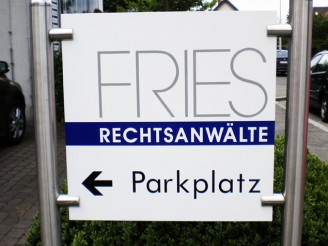 FRIES
RECHTSANWÄLTE
← Parkplatz